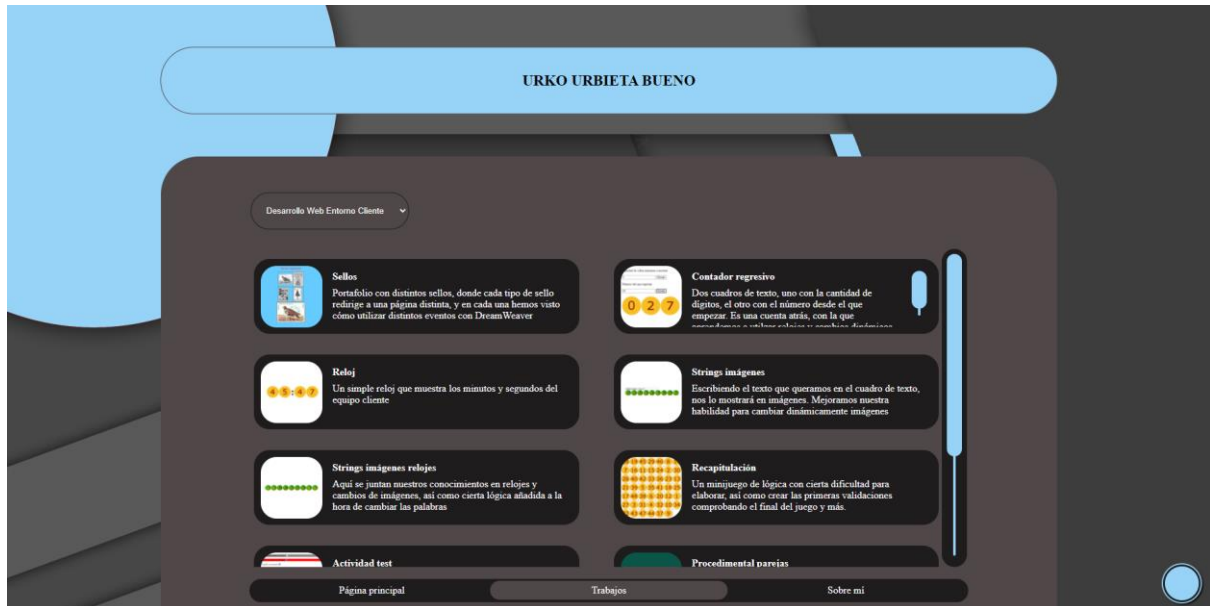 URKO URBIETA BUENO
Desarrollo Web Entorno Cliente
Sellos
Portafolio con distintos sellos, donde cada tipo de sello
redirige a una página distinta, y en cada una hemos visto
cómo utilizar distintos eventos con DreamWeaver
Contador regresivo
Dos cuadros de texto, uno con la cantidad de
dígitos, el otro con el número desde el que
empezar. Es una cuenta atrás, con la que
aprendemos a utilizar relojes y cambios dinámicos
0 2 7
Reloj
Un simple reloj que muestra los minutos y segundos del
equipo cliente
4 5 : 4 7
Strings imágenes
Escribiendo el texto que queramos en el cuadro de texto,
nos lo mostrará en imágenes. Mejoramos nuestra
habilidad para cambiar dinámicamente imágenes
Strings imágenes relojes
Aquí se juntan nuestros conocimientos en relojes y
cambios de imágenes, así como cierta lógica añadida a la
hora de cambiar las palabras
Recapitulación
Un minijuego de lógica con cierta dificultad para
elaborar, así como crear las primeras validaciones
comprobando el final del juego y más.
Actividad test
Procedimental parejas
Página principal
Trabajos
Sobre mí